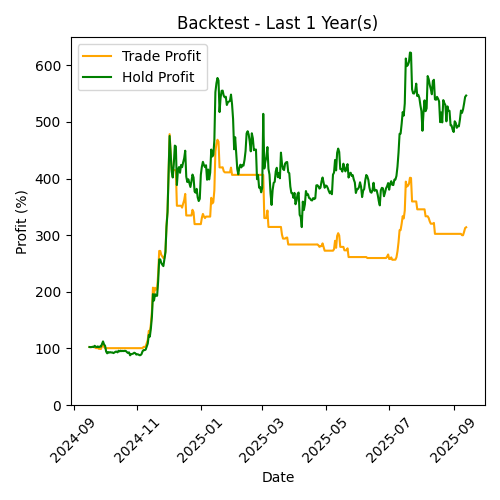 Backtest - Last 1 Year(s)
Trade Profit
Hold Profit
Profit (%)
600
500
400
300
200
100
0
2024-09
2024-11
2025-01
2025-03
2025-05
2025-07
2025-09
Date